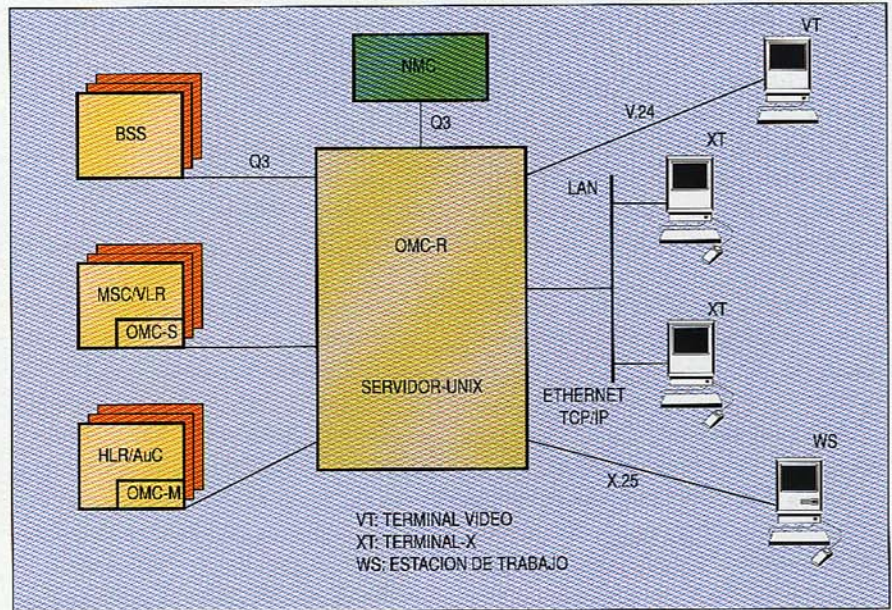 NMC
Q3
BSS
Q3
MSC/VLR
OMC-S
HLR/AuC
OMC-M
OMC-R
SERVIDOR-UNIX
V.24
VT
XT
LAN
XT
ETHERNET
TCP/IP
X.25
WS
VT: TERMINAL VIDEO
XT: TERMINAL-X
WS: ESTACION DE TRABAJO